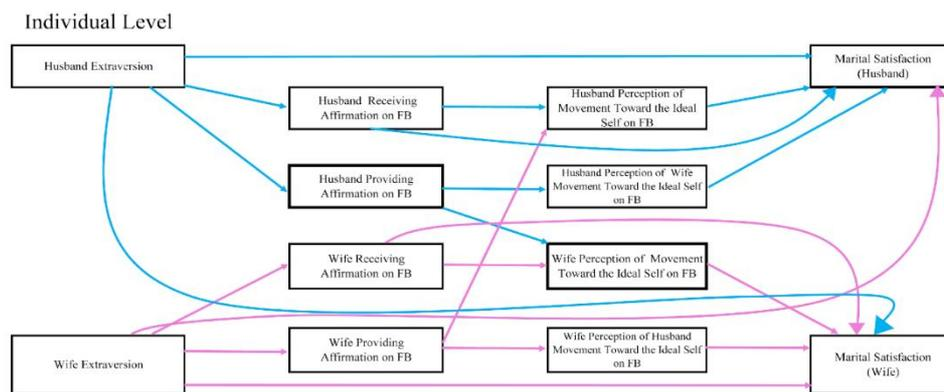 Individual Level
Husband Extraversion
Marital Satisfaction
(Husband)
Husband Receiving
Affirmation on FB
Husband Perception of
Movement Toward the Ideal
Self on FB
Husband Providing
Affirmation on FB
Husband Perception of Wife
Movement Toward the Ideal Self
on FB
Wife Receiving
Affirmation on FB
Wife Perception of Movement
Toward the Ideal Self on FB
Wife Extraversion
Wife Providing
Affirmation on FB
Wife Perception of Husband
Movement Toward the Ideal Self
on FB
Marital Satisfaction
(Wife)